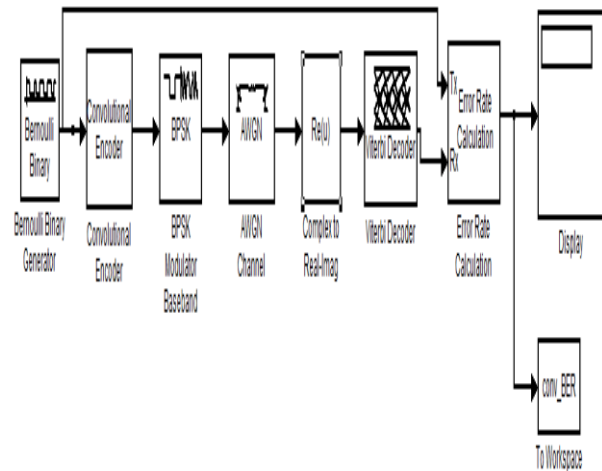 Bernoulli
Binary
Bernoulli Binary
Generator
Convolutional
Encoder
Convolutional
Encoder
BPSK
BPSK
Modulator
Baseband
AWGN
AWGN
Channel
Re(u)
Complex to
Real-Imag
Viterbi Decoder
Viterbi Decoder
Tx
Rx
Error Rate
Calculation
Error Rate
Calculation
Display
conv_BER
To Workspace